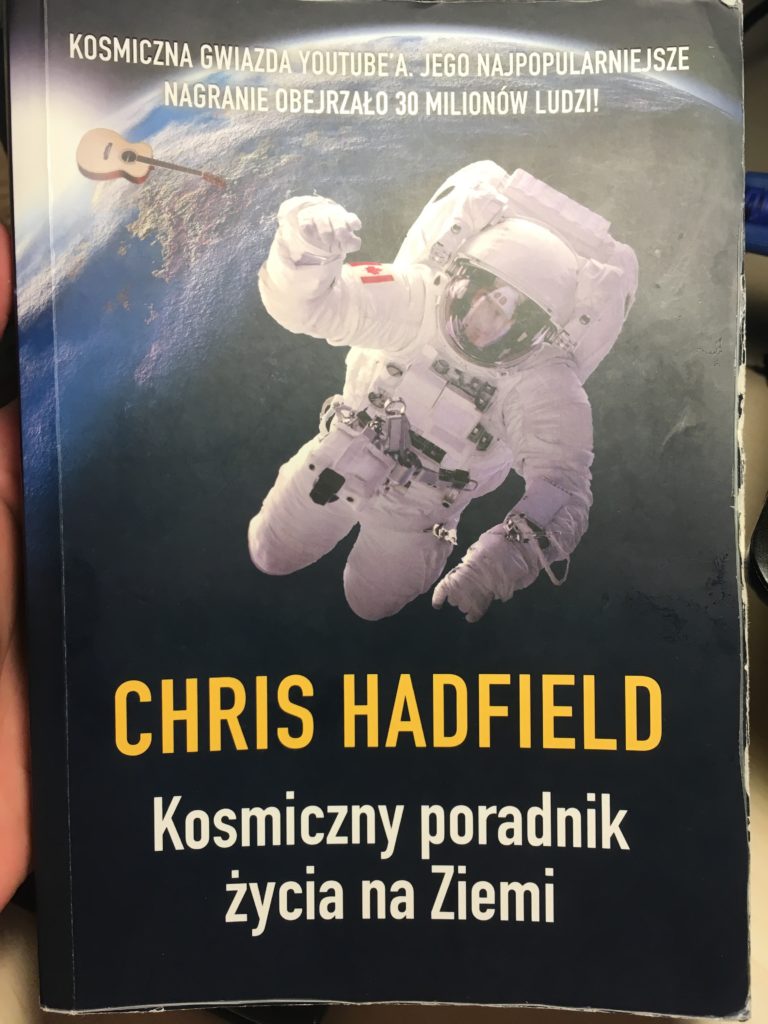 KOSMICZNA GWIAZDA YOUTUBE'A. JEGO NAJPOPULARNIEJSZE
NAGRANIE OBEJRZAŁO 30 MILIONÓW LUDZI!
CHRIS HADFIELD
Kosmiczny poradnik
życia na Ziemi